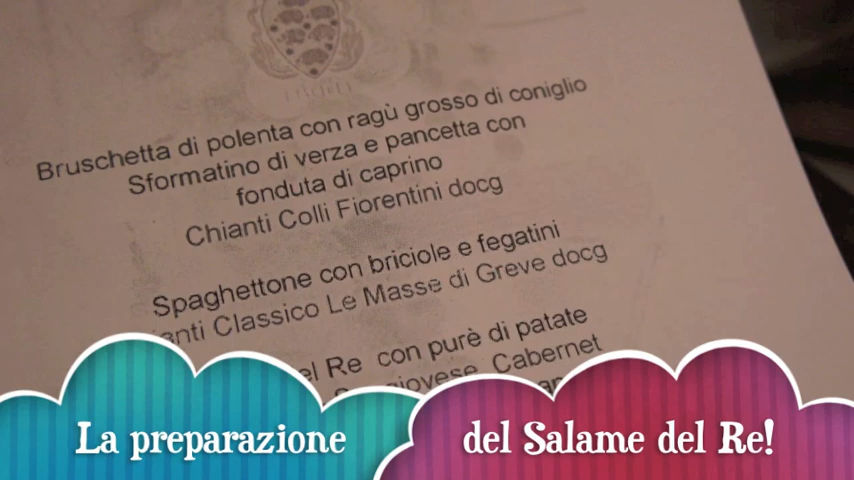 Bruschetta di polenta con ragù grosso di coniglio
Sformatino di verza e pancetta con
fonduta di caprino
Chianti Colli Fiorentini docg
Spaghettone con briciole e fegatini
Classico Le Masse di Greve docg
Re con purè di patate
Cabernet
La preparazione del Salame del Re!